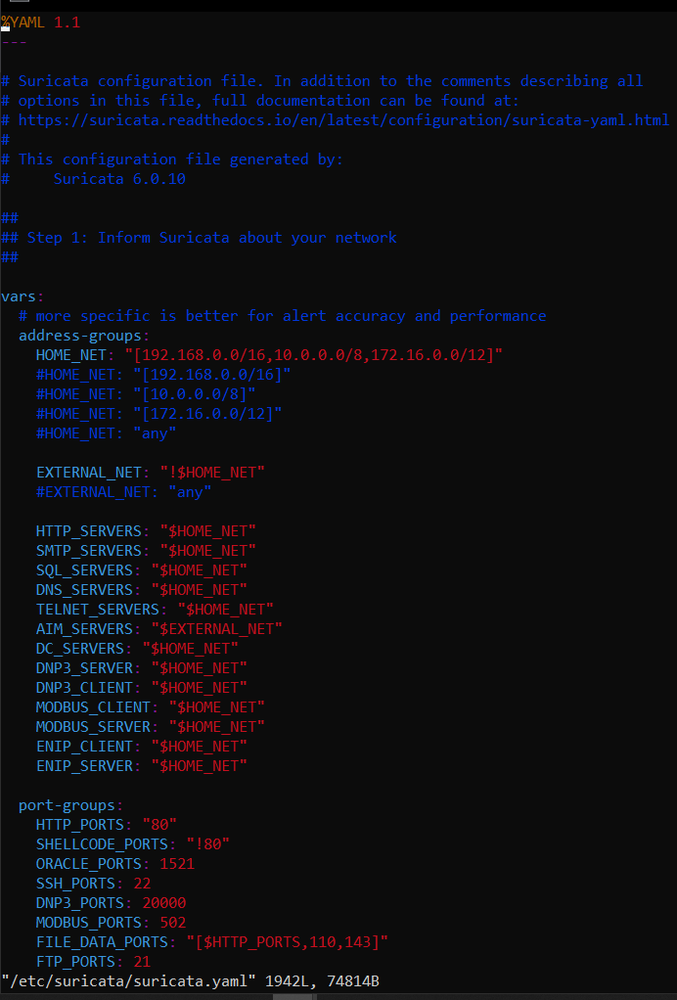 %YAML 1.1
---
# Suricata configuration file. In addition to the comments describing all
# options in this file, full documentation can be found at:
# https://suricata.readthedocs.io/en/latest/configuration/suricata-yaml.html
#
# This configuration file generated by:
#     Suricata 6.0.10
##
## Step 1: Inform Suricata about your network
##
vars:
  # more specific is better for alert accuracy and performance
  address-groups:
    HOME_NET: "[192.168.0.0/16,10.0.0.0/8,172.16.0.0/12]"
    #HOME_NET: "[192.168.0.0/16]"
    #HOME_NET: "[10.0.0.0/8]"
    #HOME_NET: "[172.16.0.0/12]"
    #HOME_NET: "any"
    EXTERNAL_NET: "!$HOME_NET"
    #EXTERNAL_NET: "any"
    HTTP_SERVERS: "$HOME_NET"
    SMTP_SERVERS: "$HOME_NET"
    SQL_SERVERS: "$HOME_NET"
    DNS_SERVERS: "$HOME_NET"
    TELNET_SERVERS: "$HOME_NET"
    AIM_SERVERS: "$EXTERNAL_NET"
    DC_SERVERS: "$HOME_NET"
    DNP3_SERVER: "$HOME_NET"
    DNP3_CLIENT: "$HOME_NET"
    MODBUS_CLIENT: "$HOME_NET"
    MODBUS_SERVER: "$HOME_NET"
    ENIP_CLIENT: "$HOME_NET"
    ENIP_SERVER: "$HOME_NET"
  port-groups:
    HTTP_PORTS: "80"
    SHELLCODE_PORTS: "!80"
    ORACLE_PORTS: 1521
    SSH_PORTS: 22
    DNP3_PORTS: 20000
    MODBUS_PORTS: 502
    FILE_DATA_PORTS: "[$HTTP_PORTS,110,143]"
    FTP_PORTS: 21
"/etc/suricata/suricata.yaml" 1942L, 74814B